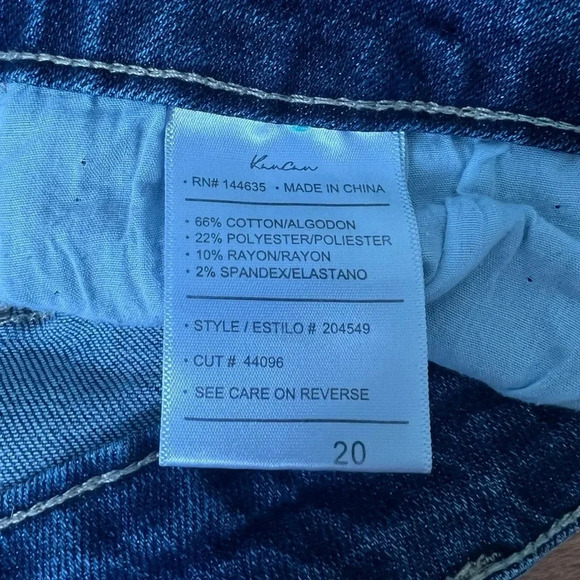 KanCan
• RN# 144635 • MADE IN CHINA
• 66% COTTON/ALGODON
• 22% POLYESTER/POLIESTER
• 10% RAYON/RAYON
• 2% SPANDEX/ELASTANO
• STYLE / ESTILO # 204549
• CUT # 44096
• SEE CARE ON REVERSE
20